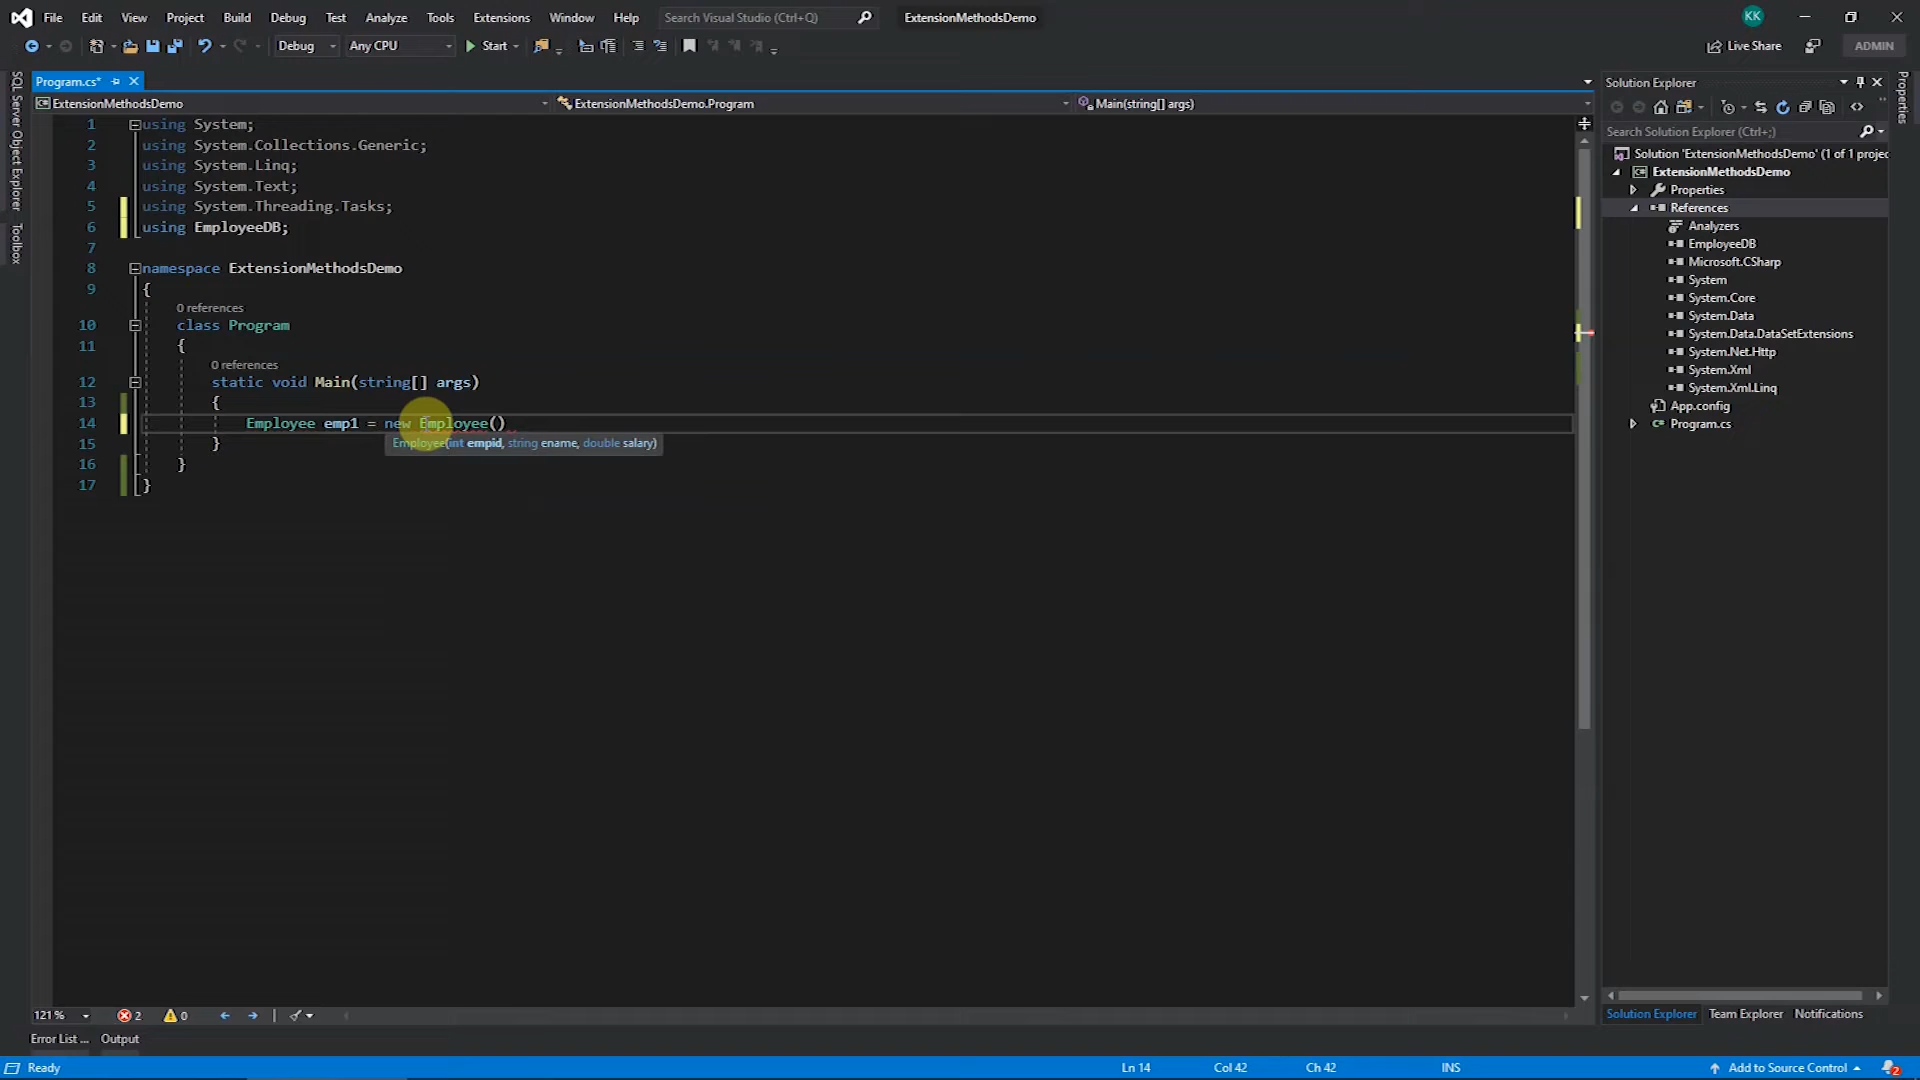 File Edit View Project Build Debug Test Analyze Tools Extensions Window Help Search Visual Studio (Ctrl+Q) ExtensionMethodsDemo KK
Debug Any CPU Start Live Share ADMIN
Program.cs*
ExtensionMethodsDemo ExtensionMethodsDemo.Program Main(string[] args)
SQL Server Object Explorer
Toolbox
1 using System;
2 using System.Collections.Generic;
3 using System.Linq;
4 using System.Text;
5 using System.Threading.Tasks;
6 using EmployeeDB;
7
8 namespace ExtensionMethodsDemo
9 {
0 references
10 class Program
11 {
0 references
12 static void Main(string[] args)
13 {
14 Employee emp1 = new Employee()
Employee(int empid, string ename, double salary)
15 }
16 }
17 }
Solution Explorer
Search Solution Explorer (Ctrl+;)
Solution 'ExtensionMethodsDemo' (1 of 1 projec
ExtensionMethodsDemo
Properties
References
Analyzers
EmployeeDB
Microsoft.CSharp
System
System.Core
System.Data
System.Data.DataSetExtensions
System.Net.Http
System.Xml
System.Xml.Linq
App.config
Program.cs
Properties
121 % 2 0
Solution Explorer Team Explorer Notifications
Error List ... Output
Ready Ln 14 Col 42 Ch 42 INS Add to Source Control 2